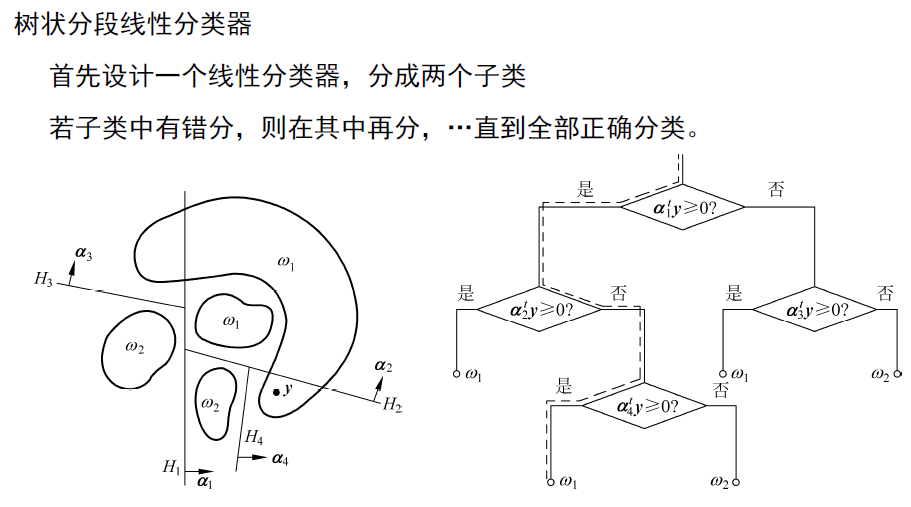 树状分段线性分类器
首先设计一个线性分类器，分成两个子类
若子类中有错分，则在其中再分，…直到全部正确分类。
ω₁
α₃
H₃
ω₁
ω₂
α₂
ω₂
y
H₂
H₄
H₁
α₁
α₄
是
否
α₁ᵗy≥0?
是
否
是
否
α₂ᵗy≥0?
α₃ᵗy≥0?
ω₁
是
否
ω₁
ω₂
α₄ᵗy≥0?
ω₁
ω₂